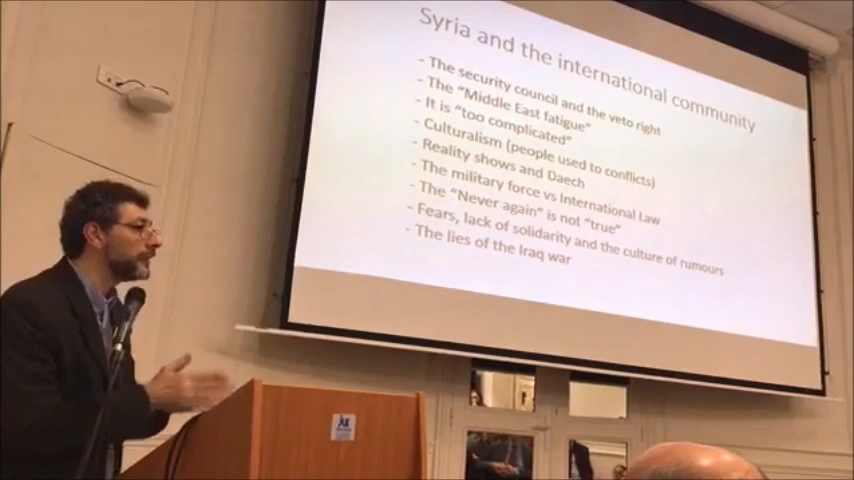 Syria and the international community
- The security council and the veto right
- The "Middle East fatigue"
- It is "too complicated"
- Culturalism (people used to conflicts)
- Reality shows and Daech
- The military force vs International Law
- The "Never again" is not "true"
- Fears, lack of solidarity and the culture of rumours
- The lies of the Iraq war